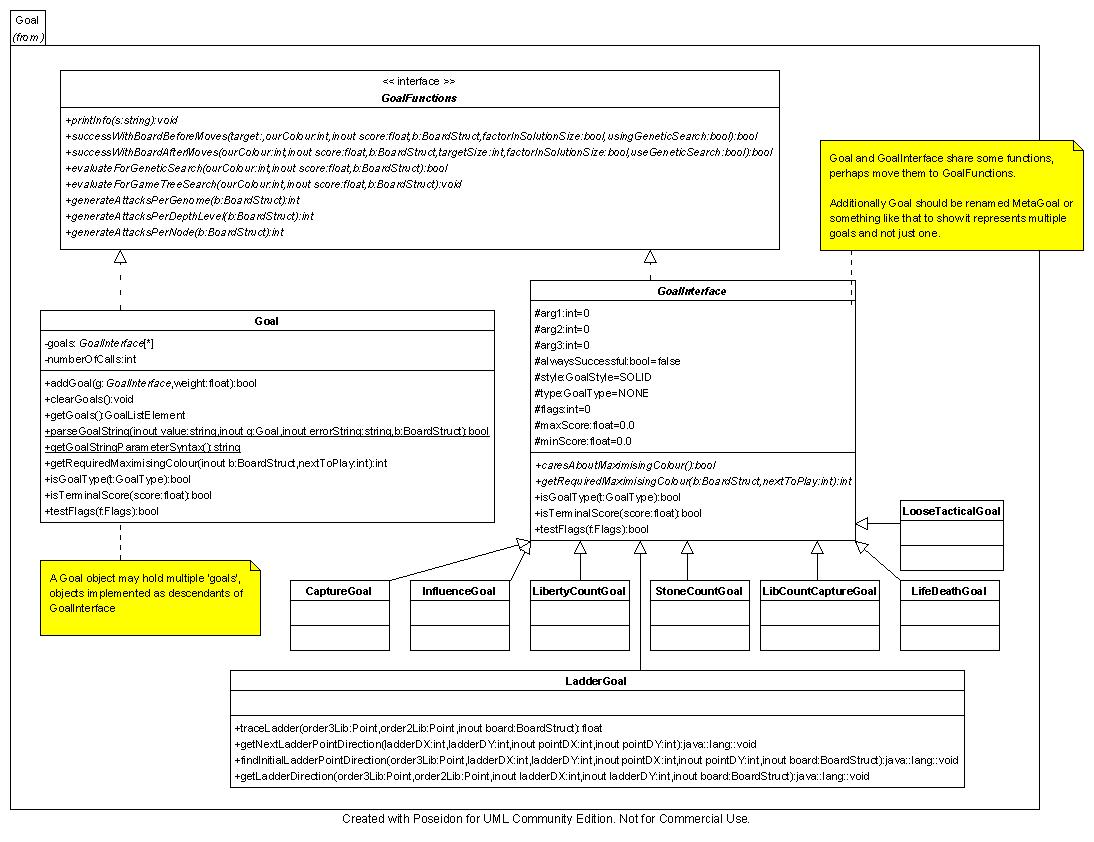 Goal
(from )
<< interface >>
GoalFunctions
+printInfo(s:string):void
+successWithBoardBeforeMoves(target:,ourColour:int,inout score:float,b:BoardStruct,factorInSolutionSize:bool,usingGeneticSearch:bool):bool
+successWithBoardAfterMoves(ourColour:int,inout score:float,b:BoardStruct,targetSize:int,factorInSolutionSize:bool,useGeneticSearch:bool):bool
+evaluateForGeneticSearch(ourColour:int,inout score:float,b:BoardStruct):bool
+evaluateForGameTreeSearch(ourColour:int,inout score:float,b:BoardStruct):void
+generateAttacksPerGenome(b:BoardStruct):int
+generateAttacksPerDepthLevel(b:BoardStruct):int
+generateAttacksPerNode(b:BoardStruct):int
Goal and GoalInterface share some functions,
perhaps move them to GoalFunctions.
Additionally Goal should be renamed MetaGoal or
something like that to show it represents multiple
goals and not just one.
Goal
-goals: GoalInterface[*]
-numberOfCalls:int
+addGoal(g: GoalInterface,weight:float):bool
+clearGoals():void
+getGoals():GoalListElement
+parseGoalString(inout value:string,inout g:Goal,inout errorString:string,b:BoardStruct):bool
+getGoalStringParameterSyntax():string
+getRequiredMaximisingColour(inout b:BoardStruct,nextToPlay:int):int
+isGoalType(t:GoalType):bool
+isTerminalScore(score:float):bool
+testFlags(f:Flags):bool
GoalInterface
#arg1:int=0
#arg2:int=0
#arg3:int=0
#alwaysSuccessful:bool=false
#style:GoalStyle=SOLID
#type:GoalType=NONE
#flags:int=0
#maxScore:float=0.0
#minScore:float=0.0
+caresAboutMaximisingColour():bool
+getRequiredMaximisingColour(b:BoardStruct,nextToPlay:int):int
+isGoalType(t:GoalType):bool
+isTerminalScore(score:float):bool
+testFlags(f:Flags):bool
LooseTacticalGoal
A Goal object may hold multiple 'goals',
objects implemented as descendants of
GoalInterface
CaptureGoal
InfluenceGoal
LibertyCountGoal
StoneCountGoal
LibCountCaptureGoal
LifeDeathGoal
LadderGoal
+traceLadder(order3Lib:Point,order2Lib:Point,inout board:BoardStruct):float
+getNextLadderPointDirection(ladderDX:int,ladderDY:int,inout pointDX:int,inout pointDY:int):java::lang::void
+findInitialLadderPointDirection(order3Lib:Point,ladderDX:int,ladderDY:int,inout pointDX:int,inout pointDY:int,inout board:BoardStruct):java::lang::void
+getLadderDirection(order3Lib:Point,order2Lib:Point,inout ladderDX:int,inout ladderDY:int,inout board:BoardStruct):java::lang::void
Created with Poseidon for UML Community Edition. Not for Commercial Use.